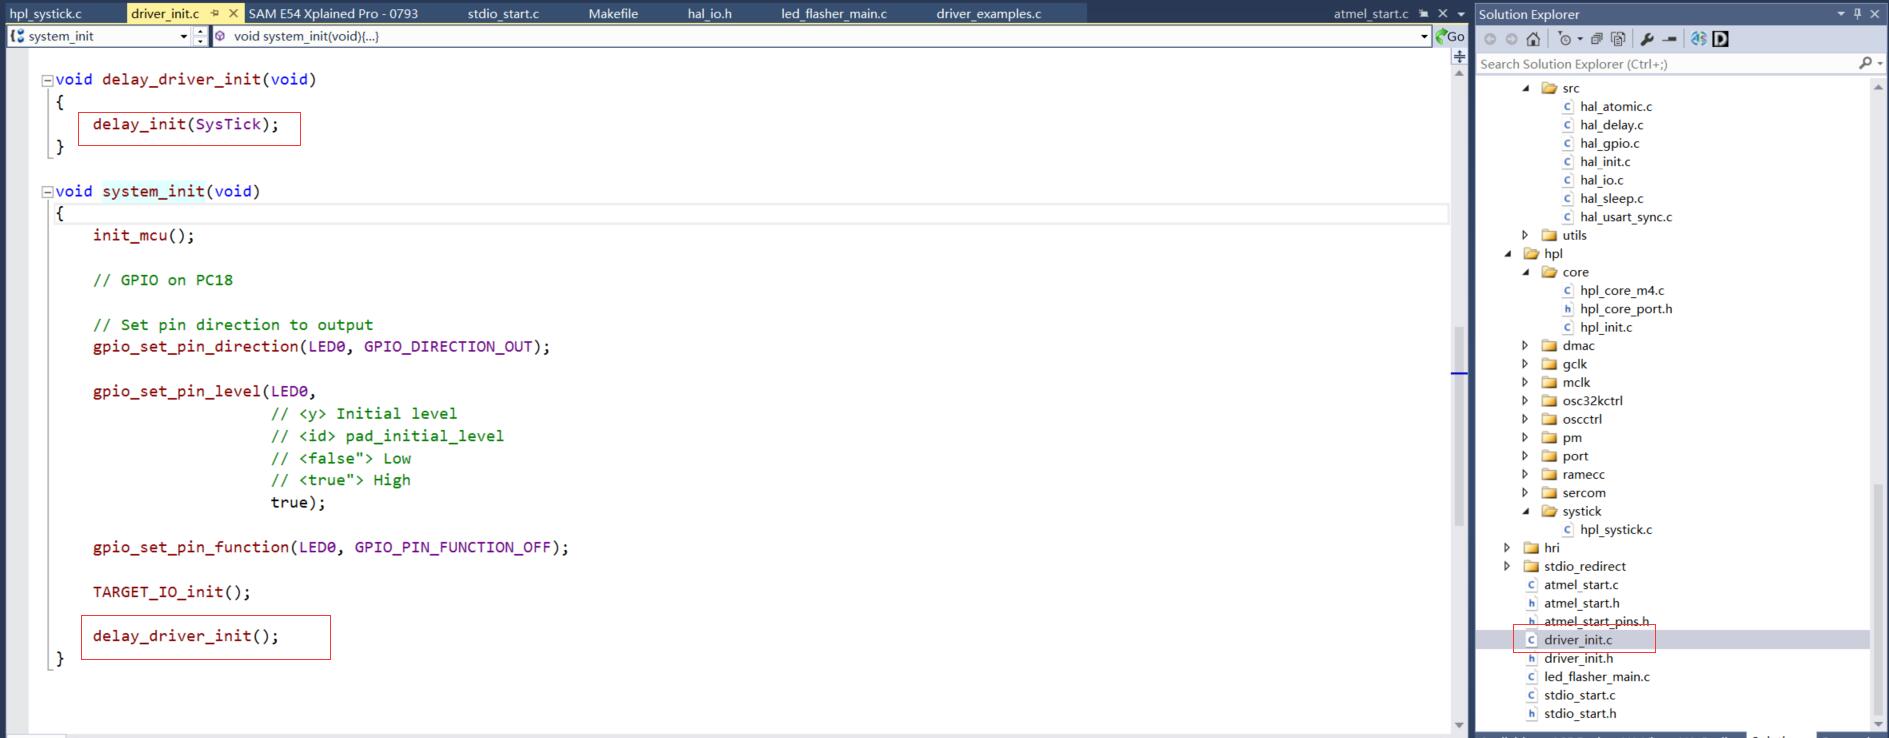 hpl_systick.c
driver_init.c
SAM E54 Xplained Pro - 0793
stdio_start.c
Makefile
hal_io.h
led_flasher_main.c
driver_examples.c
atmel_start.c
system_init
void system_init(void){...}
Go
void delay_driver_init(void)
{
delay_init(SysTick);
}
void system_init(void)
{
init_mcu();
// GPIO on PC18
// Set pin direction to output
gpio_set_pin_direction(LED0, GPIO_DIRECTION_OUT);
gpio_set_pin_level(LED0,
// <y> Initial level
// <id> pad_initial_level
// <false"> Low
// <true"> High
true);
gpio_set_pin_function(LED0, GPIO_PIN_FUNCTION_OFF);
TARGET_IO_init();
delay_driver_init();
}
Solution Explorer
Search Solution Explorer (Ctrl+;)
src
hal_atomic.c
hal_delay.c
hal_gpio.c
hal_init.c
hal_io.c
hal_sleep.c
hal_usart_sync.c
utils
hpl
core
hpl_core_m4.c
hpl_core_port.h
hpl_init.c
dmac
gclk
mclk
osc32kctrl
oscctrl
pm
port
ramecc
sercom
systick
hpl_systick.c
hri
stdio_redirect
atmel_start.c
atmel_start.h
atmel_start_pins.h
driver_init.c
driver_init.h
led_flasher_main.c
stdio_start.c
stdio_start.h